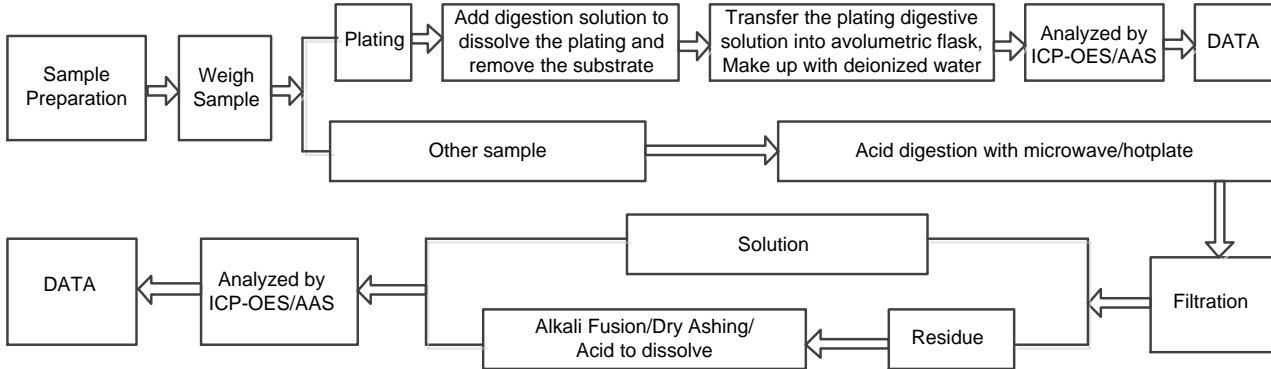 Sample
Preparation
Weigh
Sample
Plating
Add digestion solution to
dissolve the plating and
remove the substrate
Transfer the plating digestive
solution into avolumetric flask,
Make up with deionized water
Analyzed by
ICP-OES/AAS
DATA
Other sample
Acid digestion with microwave/hotplate
Filtration
Solution
Residue
Alkali Fusion/Dry Ashing/
Acid to dissolve
Analyzed by
ICP-OES/AAS
DATA